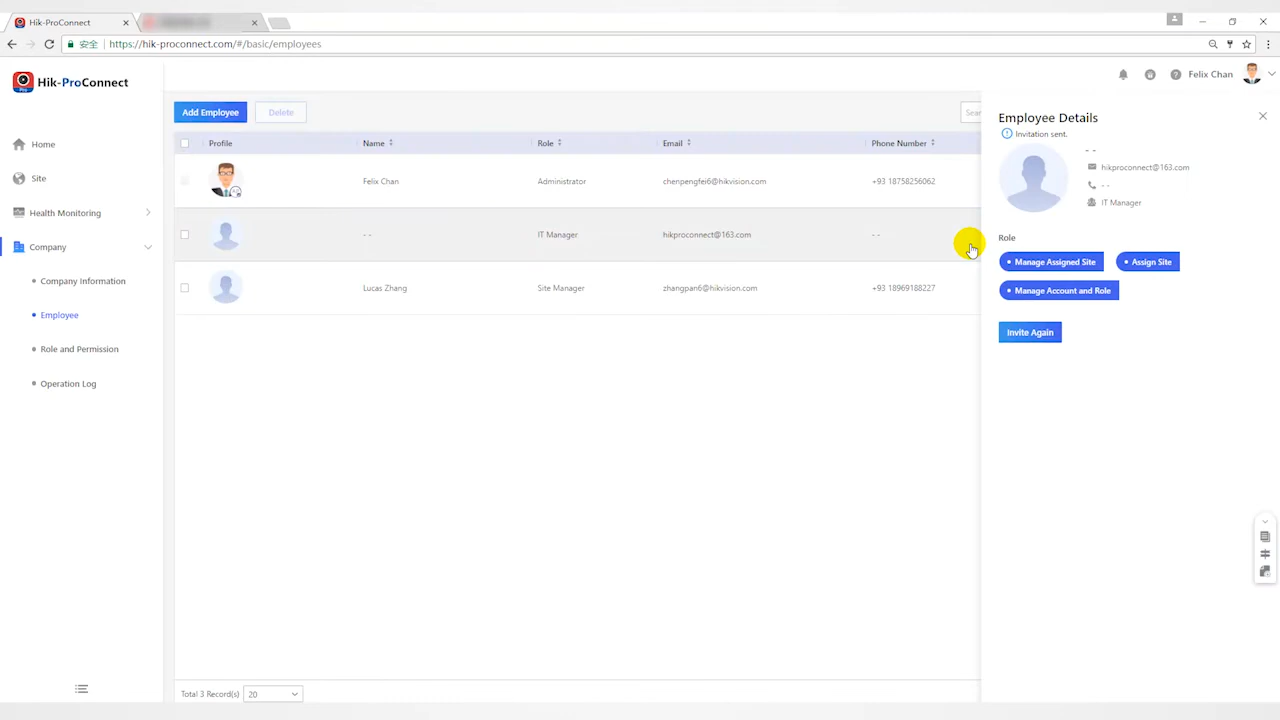 Hik-ProConnect
安全 https://hik-proconnect.com/#/basic/employees
Hik-ProConnect
Felix Chan
Home
Site
Health Monitoring
Company
Company Information
Employee
Role and Permission
Operation Log
Add Employee Delete
Profile Name Role Email Phone Number
Felix Chan Administrator chenpengfei6@hikvision.com +93 18758256062
- - IT Manager hikproconnect@163.com - -
Lucas Zhang Site Manager zhangpan6@hikvision.com +93 18969188227
Total 3 Record(s) 20
Employee Details
Invitation sent.
- -
hikproconnect@163.com
- -
IT Manager
Role
Manage Assigned Site Assign Site
Manage Account and Role
Invite Again